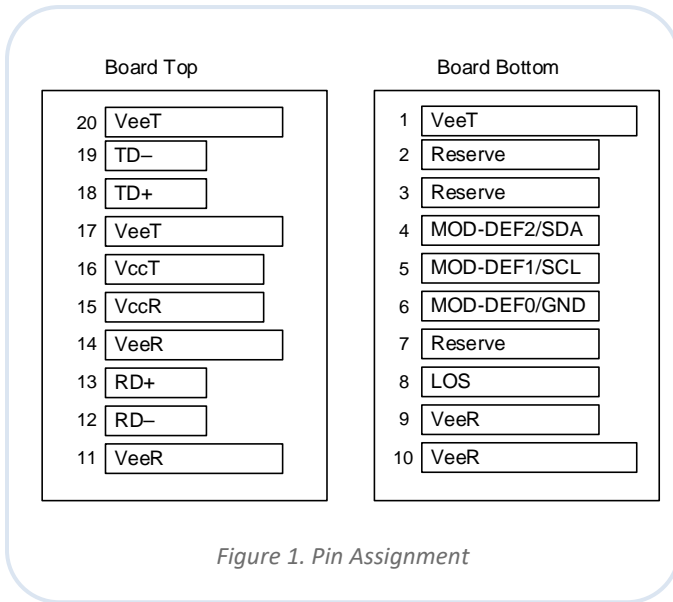 Board Top
20 VeeT
19 TD–
18 TD+
17 VeeT
16 VccT
15 VccR
14 VeeR
13 RD+
12 RD–
11 VeeR
Board Bottom
1 VeeT
2 Reserve
3 Reserve
4 MOD-DEF2/SDA
5 MOD-DEF1/SCL
6 MOD-DEF0/GND
7 Reserve
8 LOS
9 VeeR
10 VeeR
Figure 1. Pin Assignment